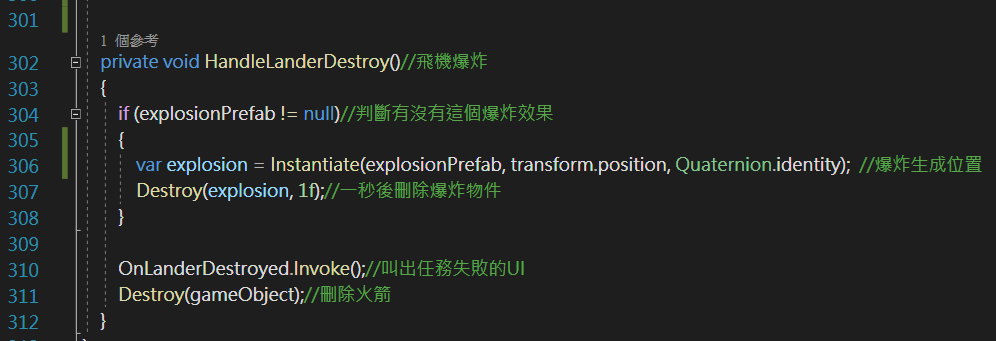 301
1 個參考
302 private void HandleLanderDestroy()//飛機爆炸
303 {
304 if (explosionPrefab != null)//判斷有沒有這個爆炸效果
305 {
306 var explosion = Instantiate(explosionPrefab, transform.position, Quaternion.identity); //爆炸生成位置
307 Destroy(explosion, 1f);//一秒後刪除爆炸物件
308 }
309
310 OnLanderDestroyed.Invoke();//叫出任務失敗的UI
311 Destroy(gameObject);//刪除火箭
312 }